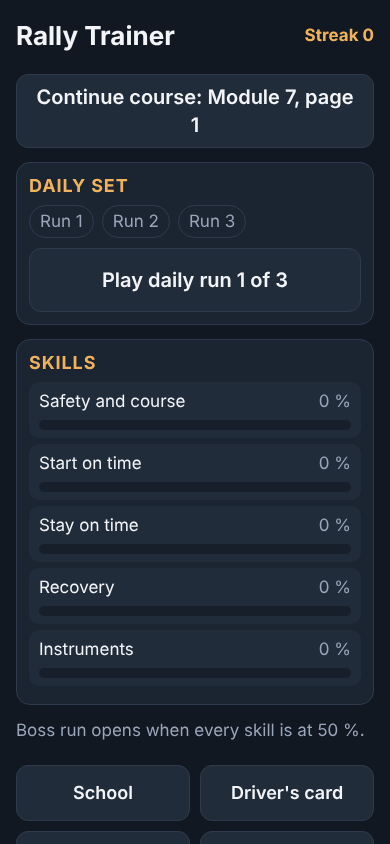 Rally Trainer
Streak 0
Continue course: Module 7, page
1
DAILY SET
Run 1
Run 2
Run 3
Play daily run 1 of 3
SKILLS
Safety and course
0 %
Start on time
0 %
Stay on time
0 %
Recovery
0 %
Instruments
0 %
Boss run opens when every skill is at 50 %.
School
Driver's card